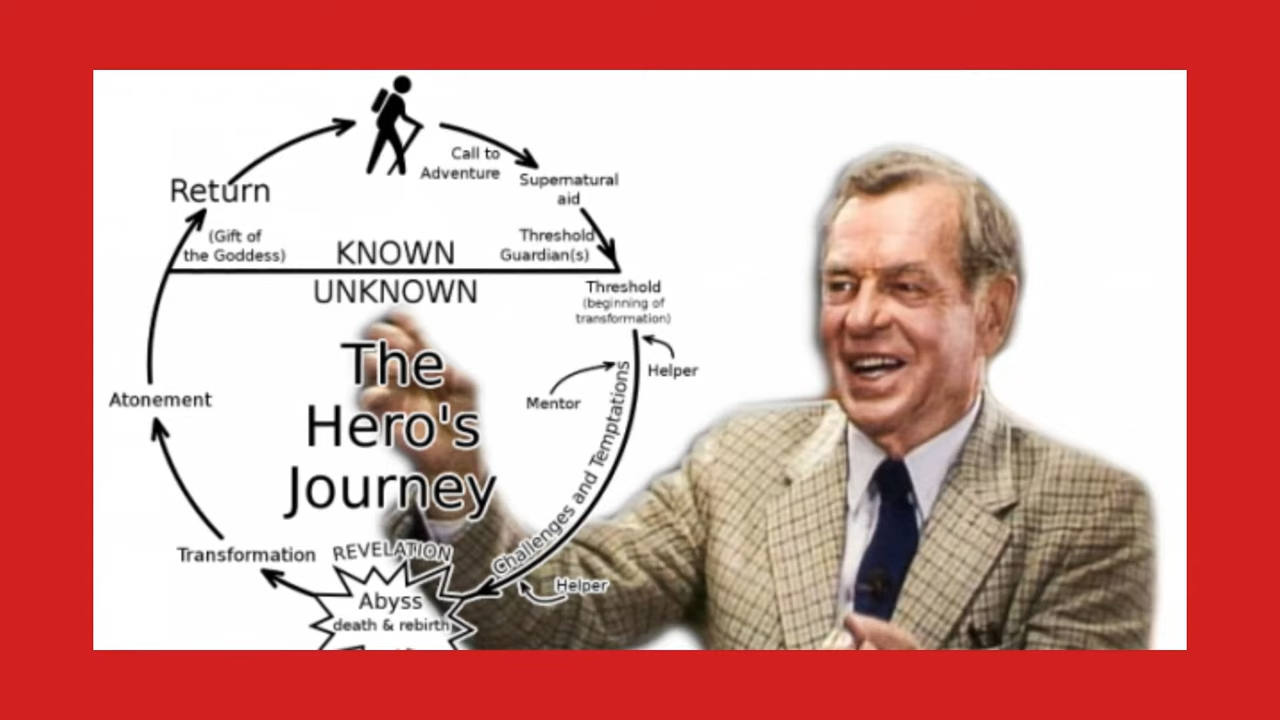 Call to
Adventure
Supernatural
aid
Return
(Gift of
the Goddess)
KNOWN
Threshold
Guardian(s)
UNKNOWN
Threshold
(beginning of
transformation)
Helper
Mentor
Challenges and Temptations
The
Hero's
Journey
Atonement
Transformation
REVELATION
Abyss
death & rebirth
Helper